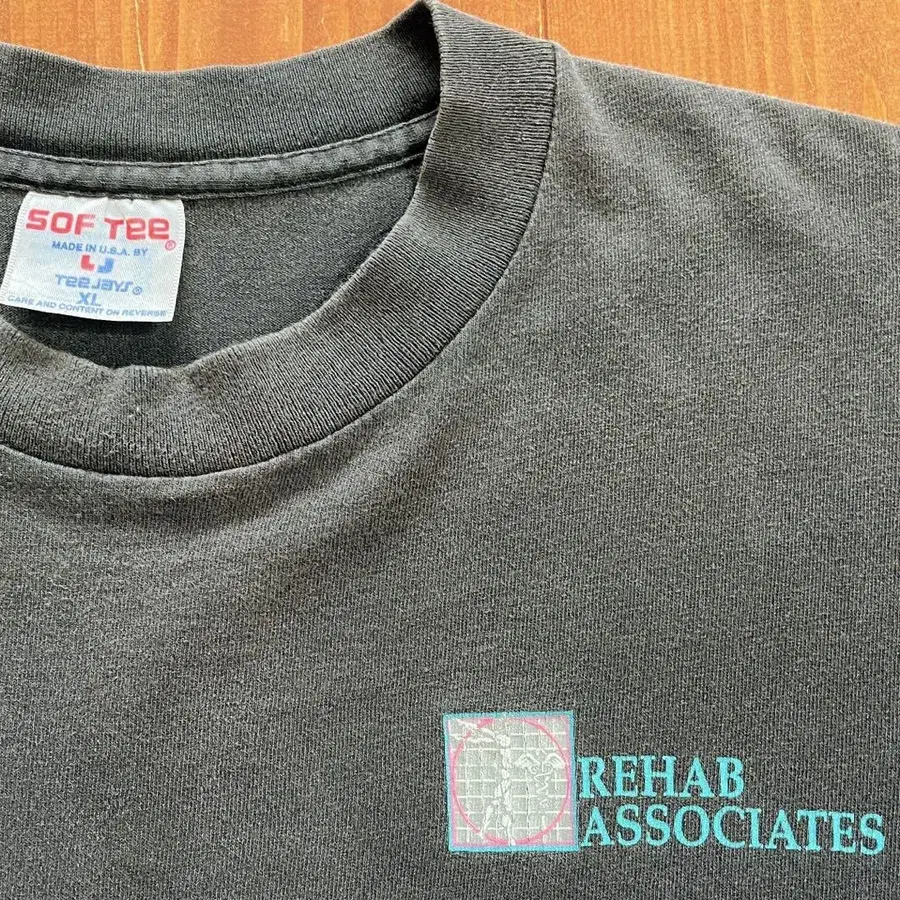 SOF Tee®
MADE IN U.S.A. BY
Tee Jays®
XL
CARE AND CONTENT ON REVERSE
REHAB
ASSOCIATES